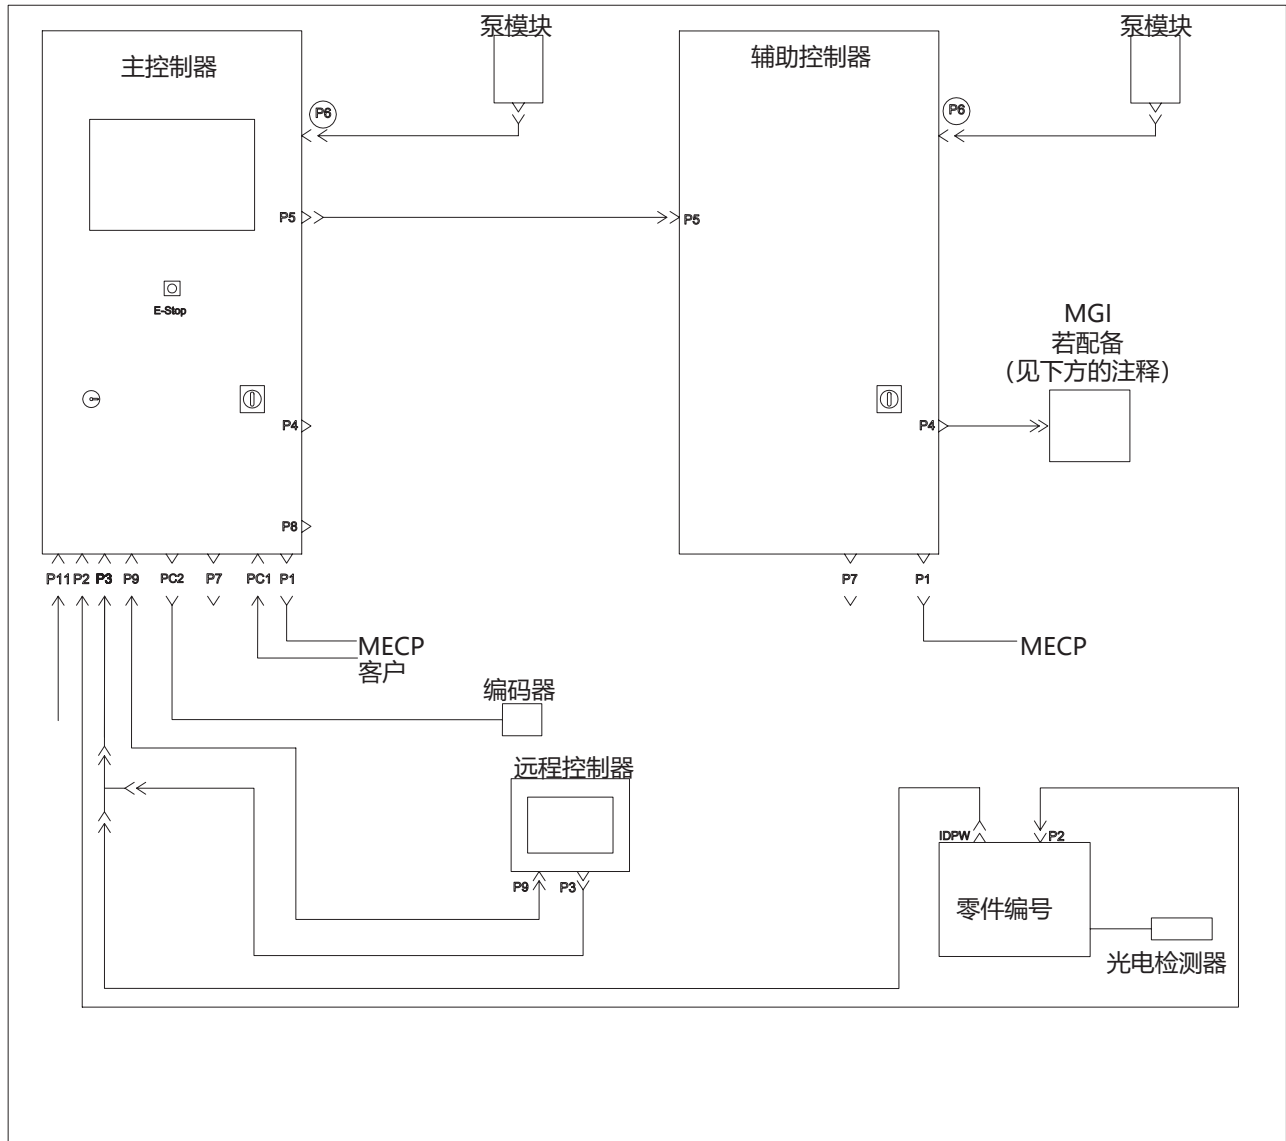 泵模块
泵模块
主控制器
辅助控制器
P6
P6
P5
P5
E-Stop
MGI
若配备
（见下方的注释）
P4
P4
P8
P11 P2 P3 P9 PC2 P7 PC1 P1
P7 P1
MECP
客户
MECP
编码器
远程控制器
IDPW P2
P9 P3
零件编号
光电检测器